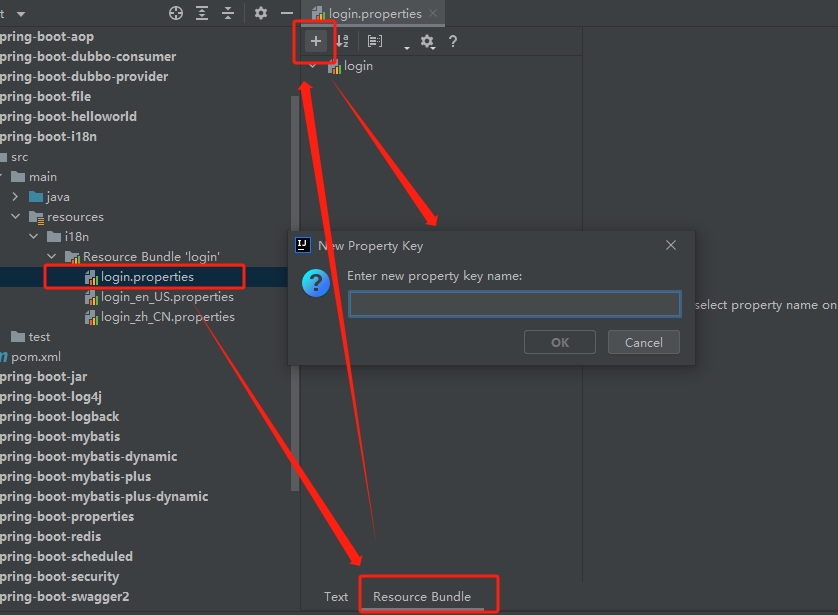 t
login.properties
pring-boot-aop
pring-boot-dubbo-consumer
pring-boot-dubbo-provider
pring-boot-file
pring-boot-helloworld
pring-boot-i18n
src
main
java
resources
i18n
Resource Bundle 'login'
login.properties
login_en_US.properties
login_zh_CN.properties
test
pom.xml
pring-boot-jar
pring-boot-log4j
pring-boot-logback
pring-boot-mybatis
pring-boot-mybatis-dynamic
pring-boot-mybatis-plus
pring-boot-mybatis-plus-dynamic
pring-boot-properties
pring-boot-redis
pring-boot-scheduled
pring-boot-security
pring-boot-swagger2
login
New Property Key
Enter new property key name:
OK
Cancel
select property name on
Text
Resource Bundle